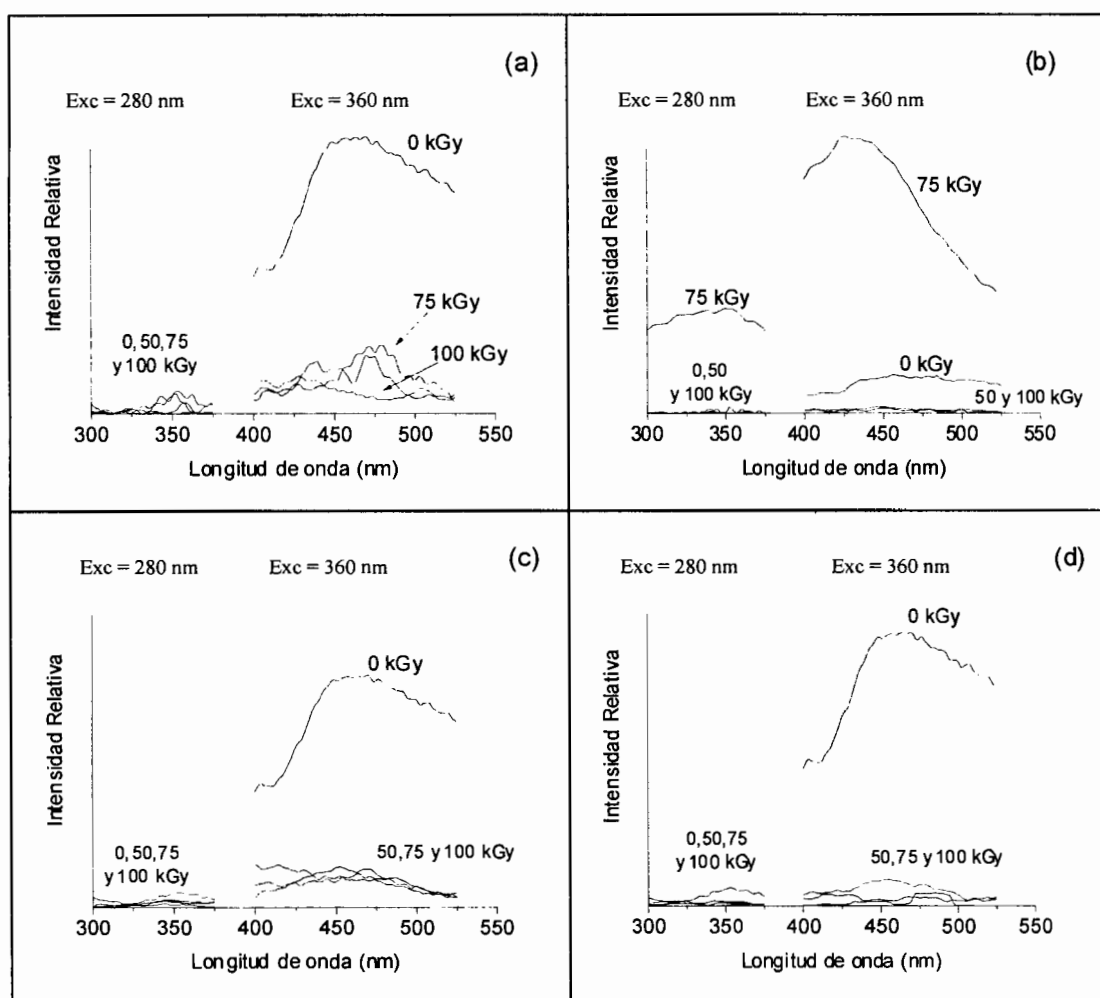 (a)
Exc = 280 nm
Exc = 360 nm
0 kGy
75 kGy
100 kGy
0,50,75
y 100 kGy
Intensidad Relativa
300 350 400 450 500 550
Longitud de onda (nm)
(b)
Exc = 280 nm
Exc = 360 nm
75 kGy
75 kGy
0 kGy
0,50
y 100 kGy
50 y 100 kGy
Intensidad Relativa
300 350 400 450 500 550
Longitud de onda (nm)
(c)
Exc = 280 nm
Exc = 360 nm
0 kGy
0,50,75
y 100 kGy
50,75 y 100 kGy
Intensidad Relativa
300 350 400 450 500 550
Longitud de onda (nm)
(d)
Exc = 280 nm
Exc = 360 nm
0 kGy
0,50,75
y 100 kGy
50,75 y 100 kGy
Intensidad Relativa
300 350 400 450 500 550
Longitud de onda (nm)